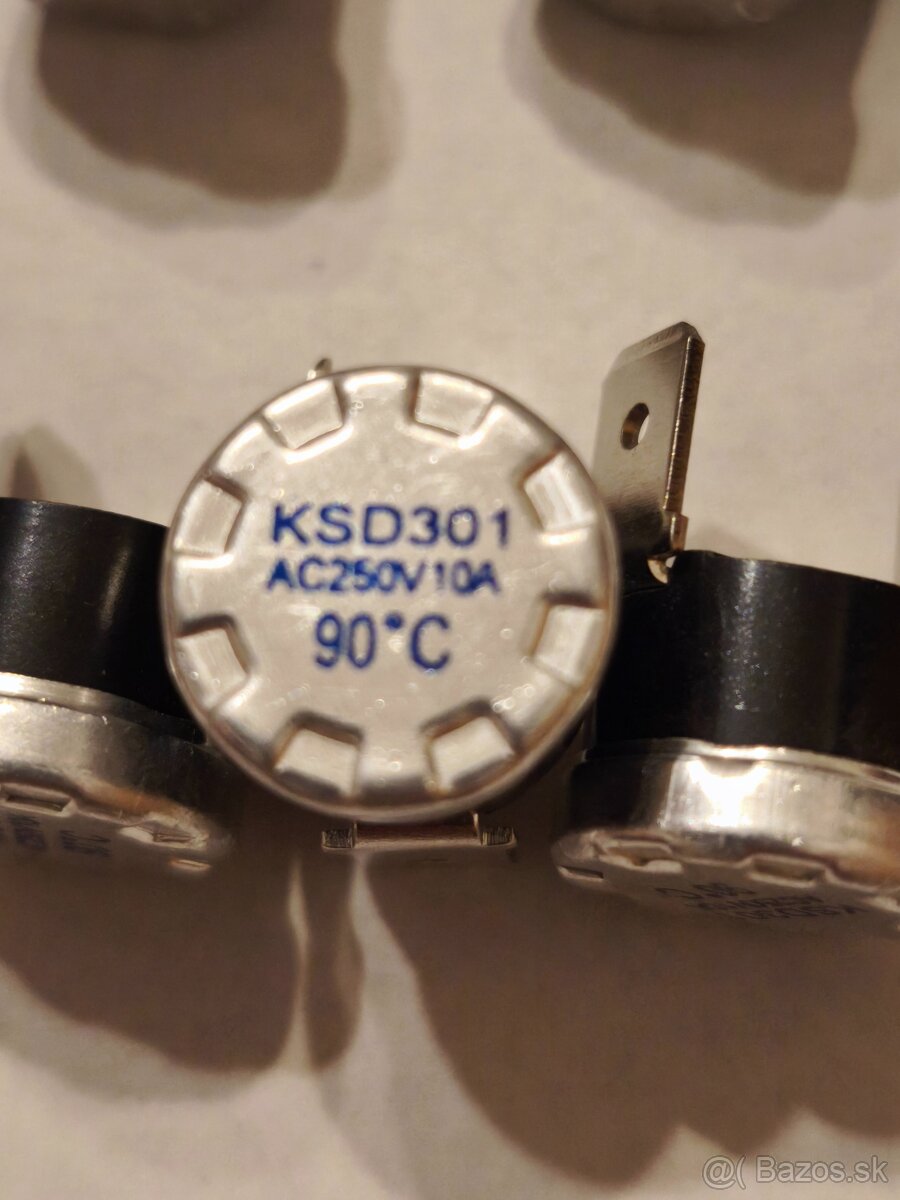 KSD301
AC250V10A
90°C
@( Bazos.sk